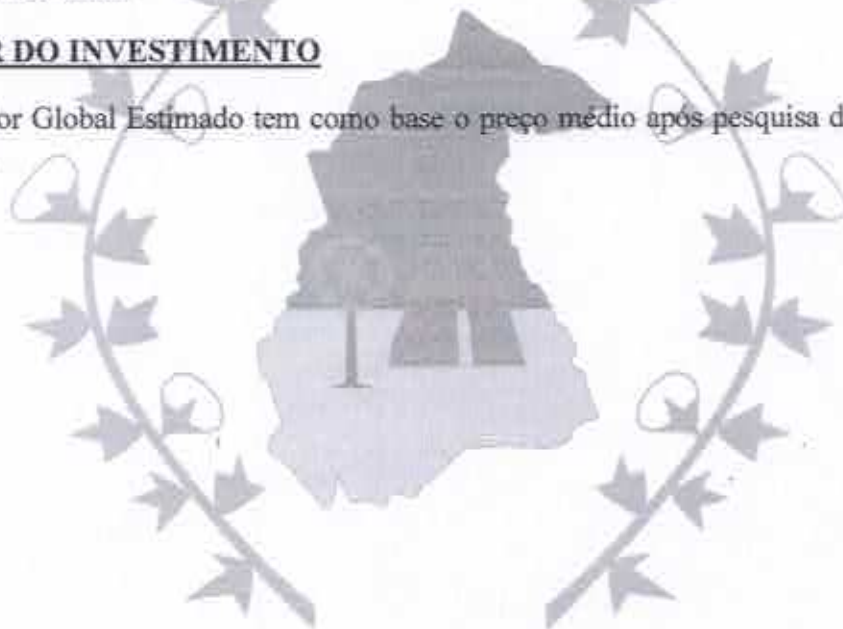 R DO INVESTIMENTO
or Global Estimado tem como base o preço médio após pesquisa d